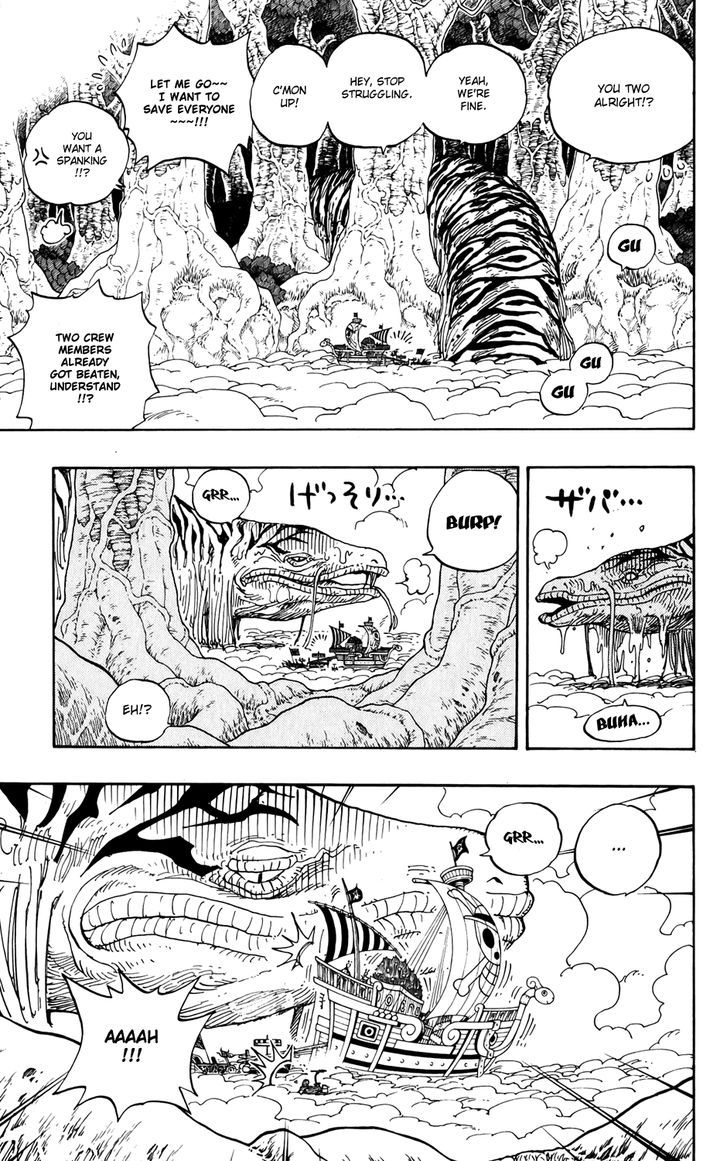 YOU TWO
ALRIGHT!?
YEAH,
WE'RE
FINE.
HEY, STOP
STRUGGLING.
C'MON
UP!
LET ME GO~~
I WANT TO
SAVE EVERYONE
~~~!!!
YOU
WANT A
SPANKING
!!?
TWO CREW
MEMBERS
ALREADY
GOT BEATEN,
UNDERSTAND
!!?
GU
GU
GU
ザバ…
BUHA...
BURP!
げっそり…
GRR...
EH!?
...
GRR...
AAAAH
!!!